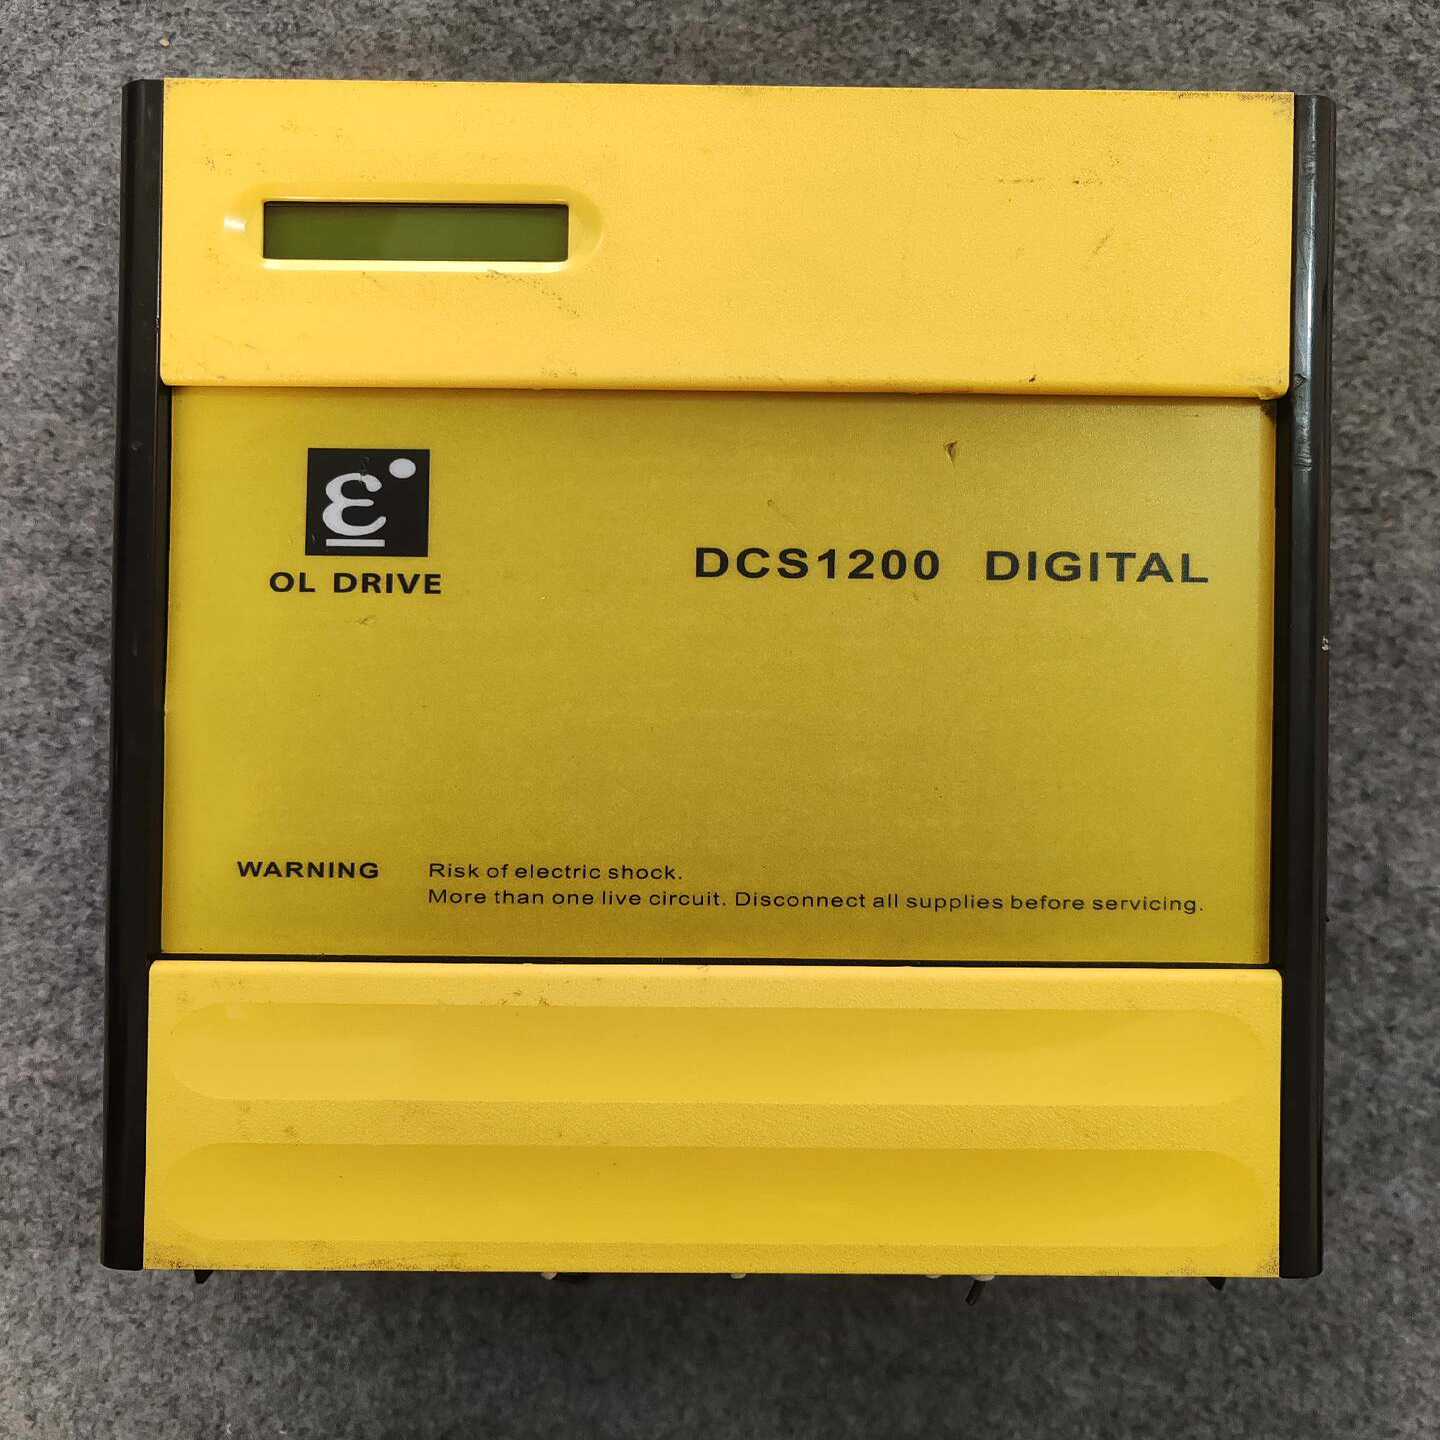 ε
OL DRIVE
DCS1200 DIGITAL
WARNING Risk of electric shock.
More than one live circuit. Disconnect all supplies before servicing.